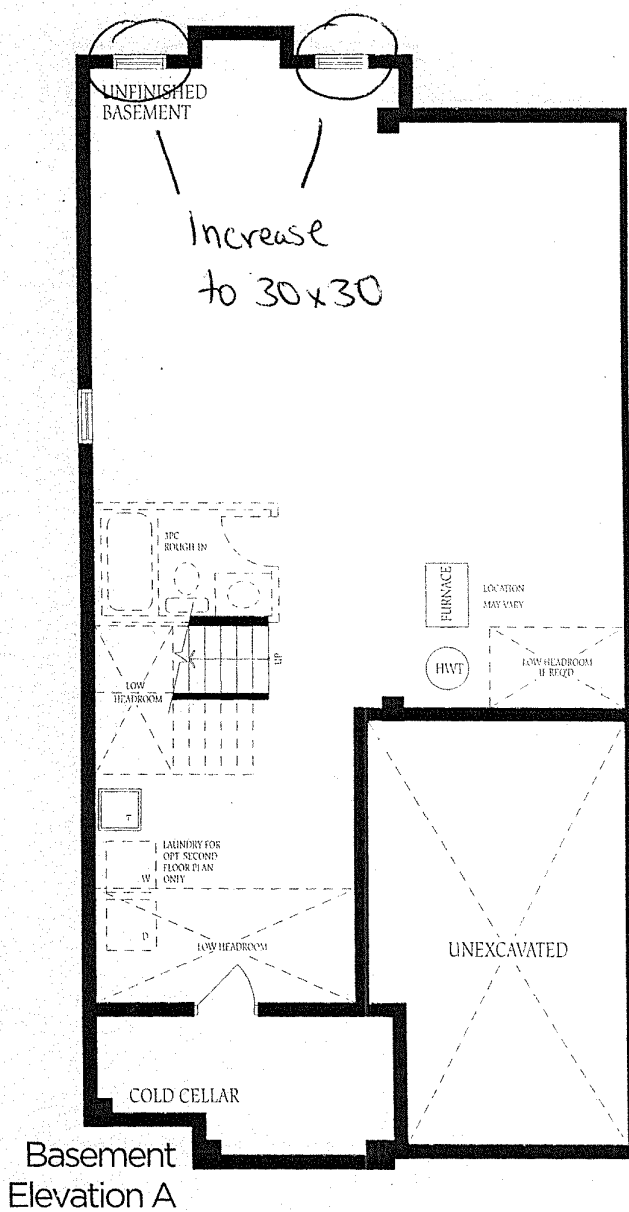 UNFINISHED
BASEMENT
Increase
to 30x30
3PC
ROUGH IN
FURNACE
LOCATION
MAY VARY
UP
HWT
LOW HEADROOM
IF REQ'D
LOW
HEADROOM
T
LAUNDRY FOR
OPT SECOND
FLOOR PLAN
ONLY
W
D
LOW HEADROOM
UNEXCAVATED
COLD CELLAR
Basement
Elevation A